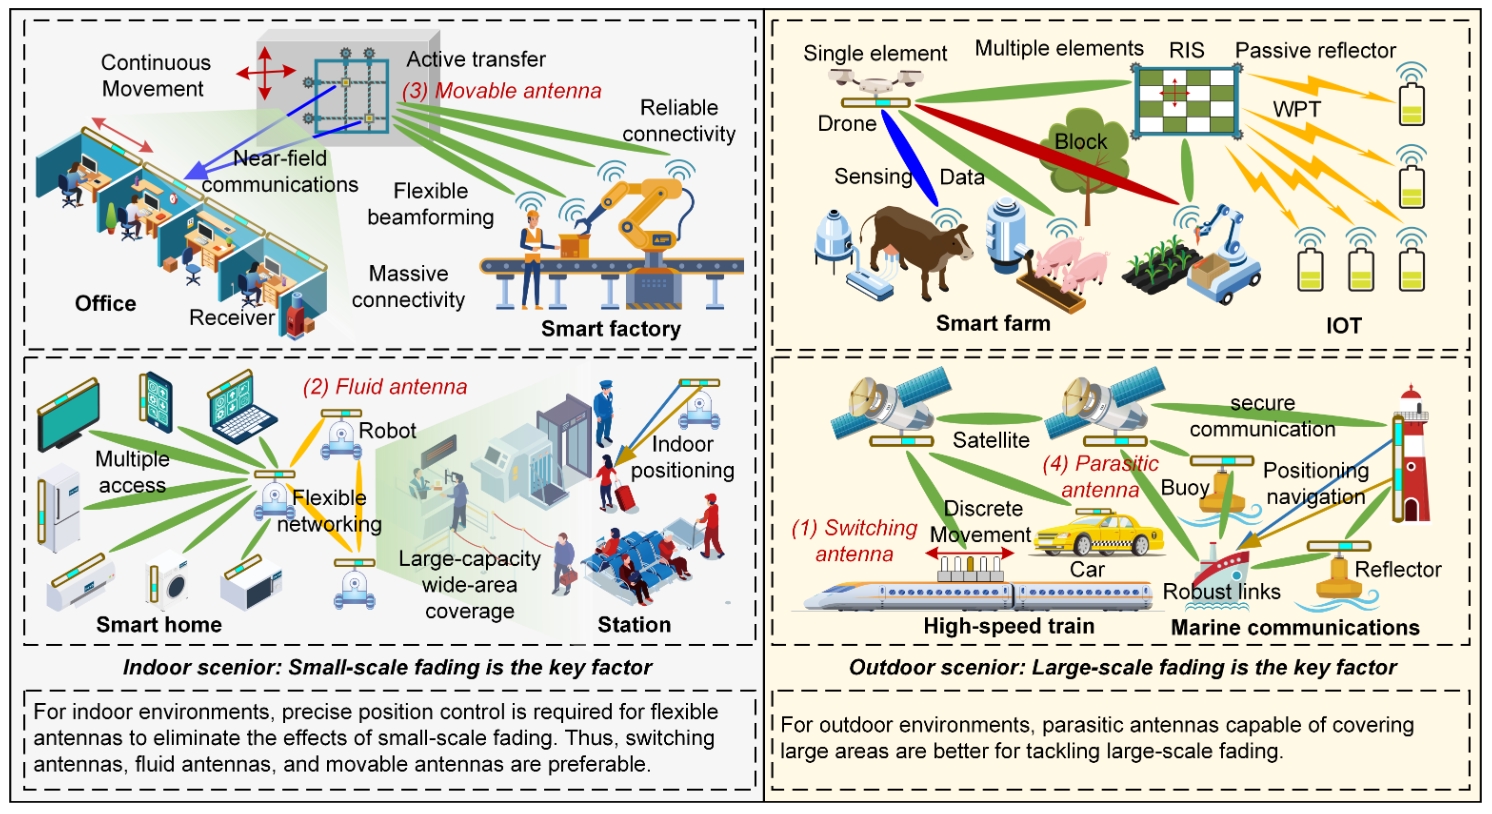 Continuous
Movement
Active transfer
(3) Movable antenna
Reliable
connectivity
Near-field
communications
Flexible
beamforming
Massive
connectivity
Office
Receiver
Smart factory
Single element
Multiple elements
RIS
Passive reflector
WPT
Drone
Block
Sensing
Data
Smart farm
IOT
(2) Fluid antenna
Robot
Multiple
access
Flexible
networking
Indoor
positioning
Large-capacity
wide-area
coverage
Smart home
Station
Satellite
secure
communication
(4) Parasitic
antenna
Buoy
Positioning
navigation
(1) Switching
antenna
Discrete
Movement
Car
Robust links
Reflector
High-speed train
Marine communications
Indoor scenior: Small-scale fading is the key factor
Outdoor scenior: Large-scale fading is the key factor
For indoor environments, precise position control is required for flexible
antennas to eliminate the effects of small-scale fading. Thus, switching
antennas, fluid antennas, and movable antennas are preferable.
For outdoor environments, parasitic antennas capable of covering
large areas are better for tackling large-scale fading.